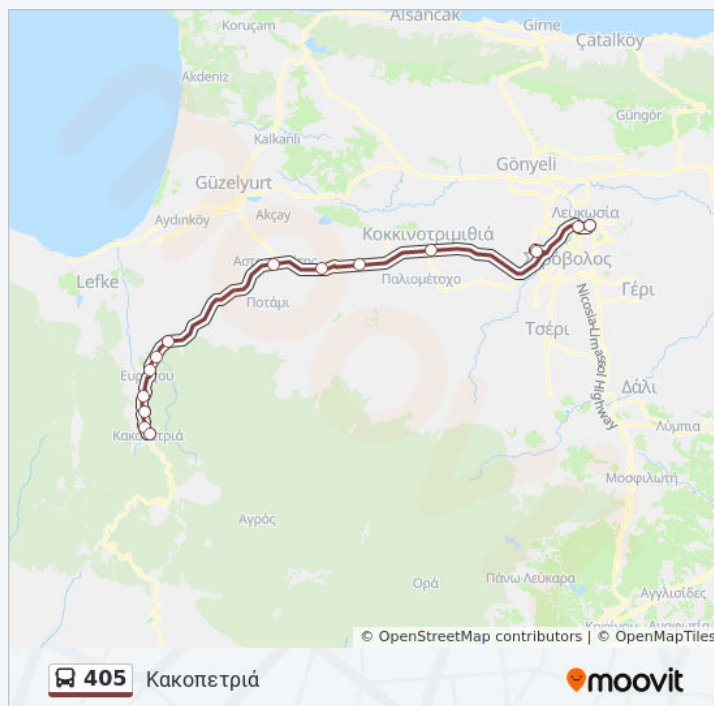 Alsancak
Girne
Koruçam
Çatalköy
Akdeniz
Güngör
Kalkanli
Gönyeli
Güzelyurt
Akçay
Λευκωσία
Aydınköy
Κοκκινοτριμιθιά
Lefke
Παλιομέτοχο
Γέρι
Ποτάμι
Τσέρι
Nicosia-Limassol Highway
Δάλι
Λύμπια
Κακοπετριά
Μοσφιλωτή
Αγρός
Ορά
Πάνω Λεύκαρα
Αγγλισίδες
© OpenStreetMap contributors | © OpenMapTiles
405 Κακοπετριά
moovit